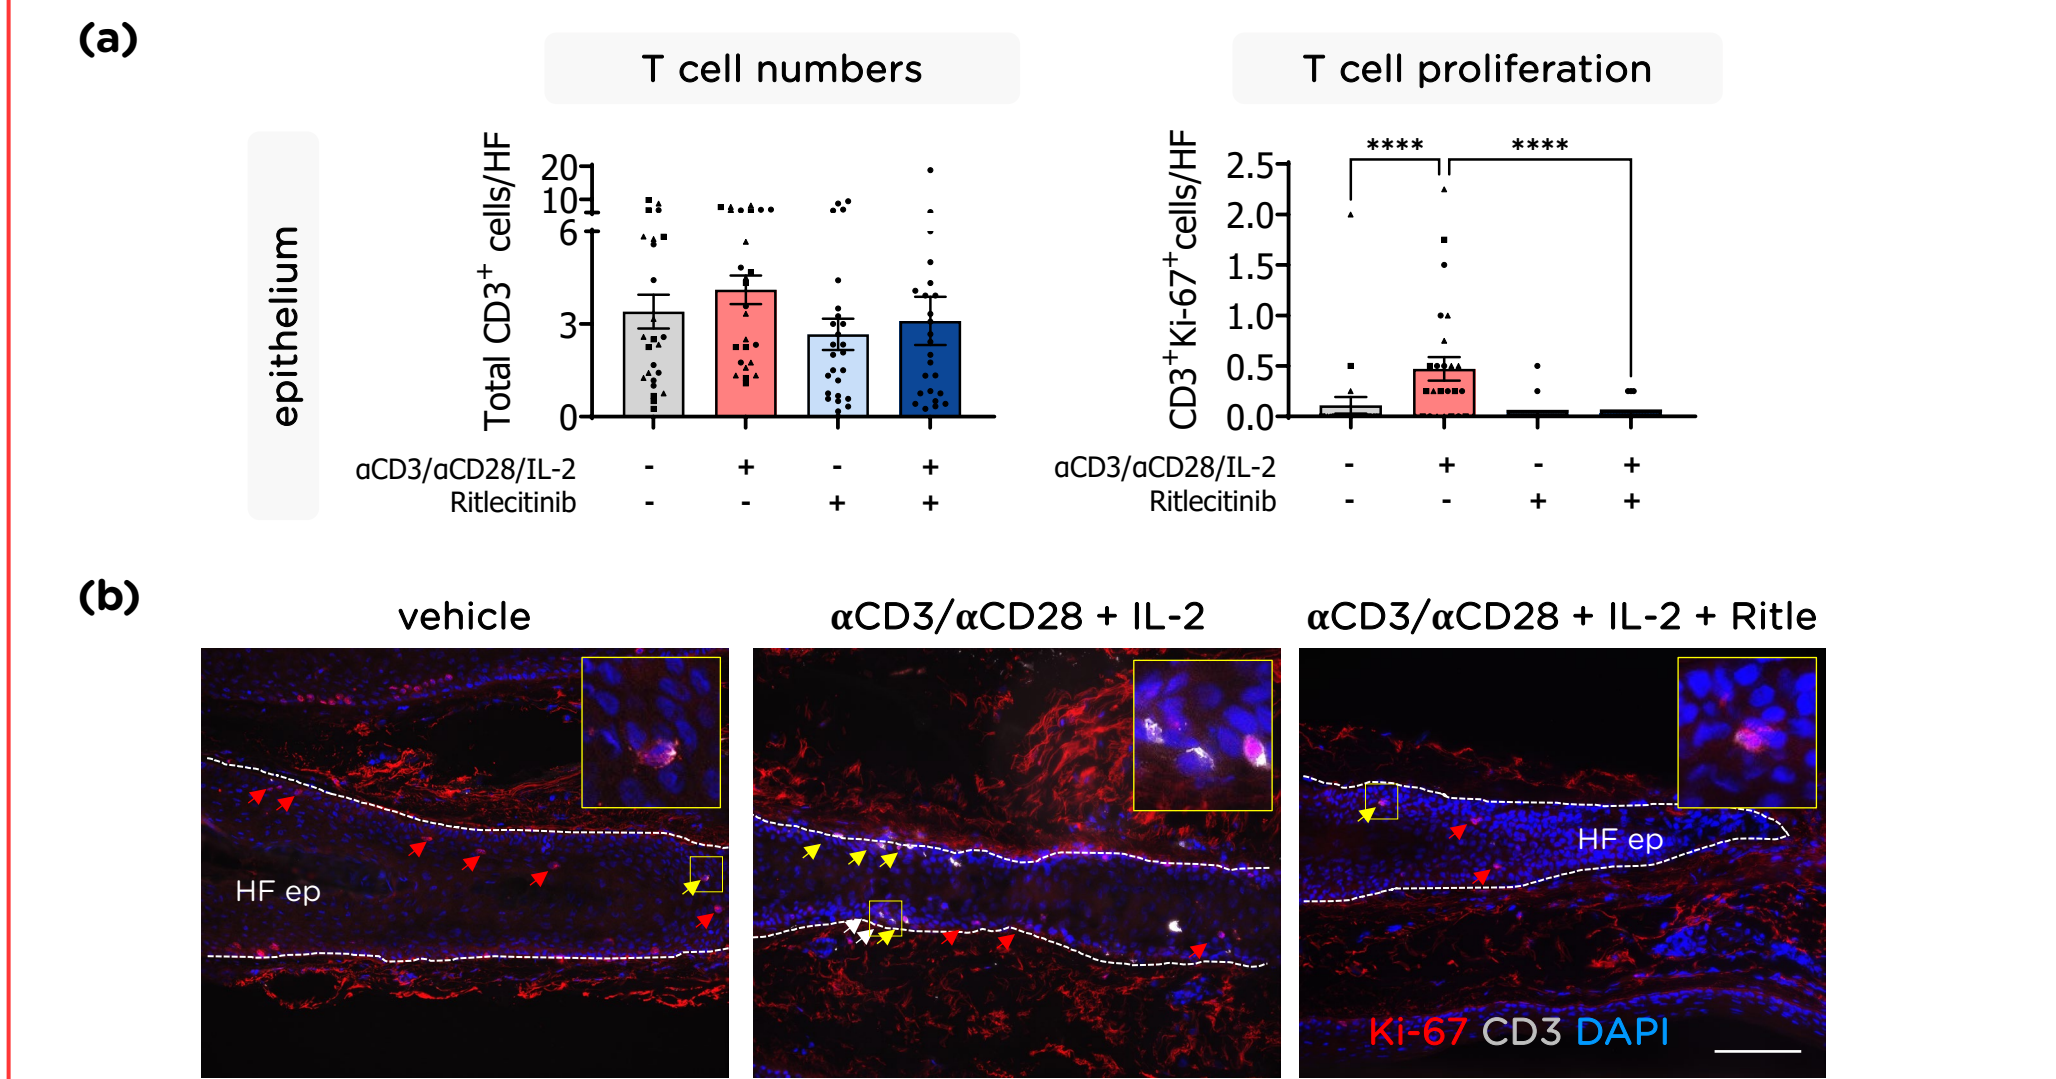 (a)
T cell numbers
T cell proliferation
epithelium
Total CD3+ cells/HF
20
10
6
3
0
αCD3/αCD28/IL-2 - + - +
Ritlecitinib - - + +
CD3+Ki-67+cells/HF
**** ****
2.5
2.0
1.5
1.0
0.5
0.0
αCD3/αCD28/IL-2 - + - +
Ritlecitinib - - + +
(b)
vehicle
αCD3/αCD28 + IL-2
αCD3/αCD28 + IL-2 + Ritle
HF ep
HF ep
Ki-67 CD3 DAPI